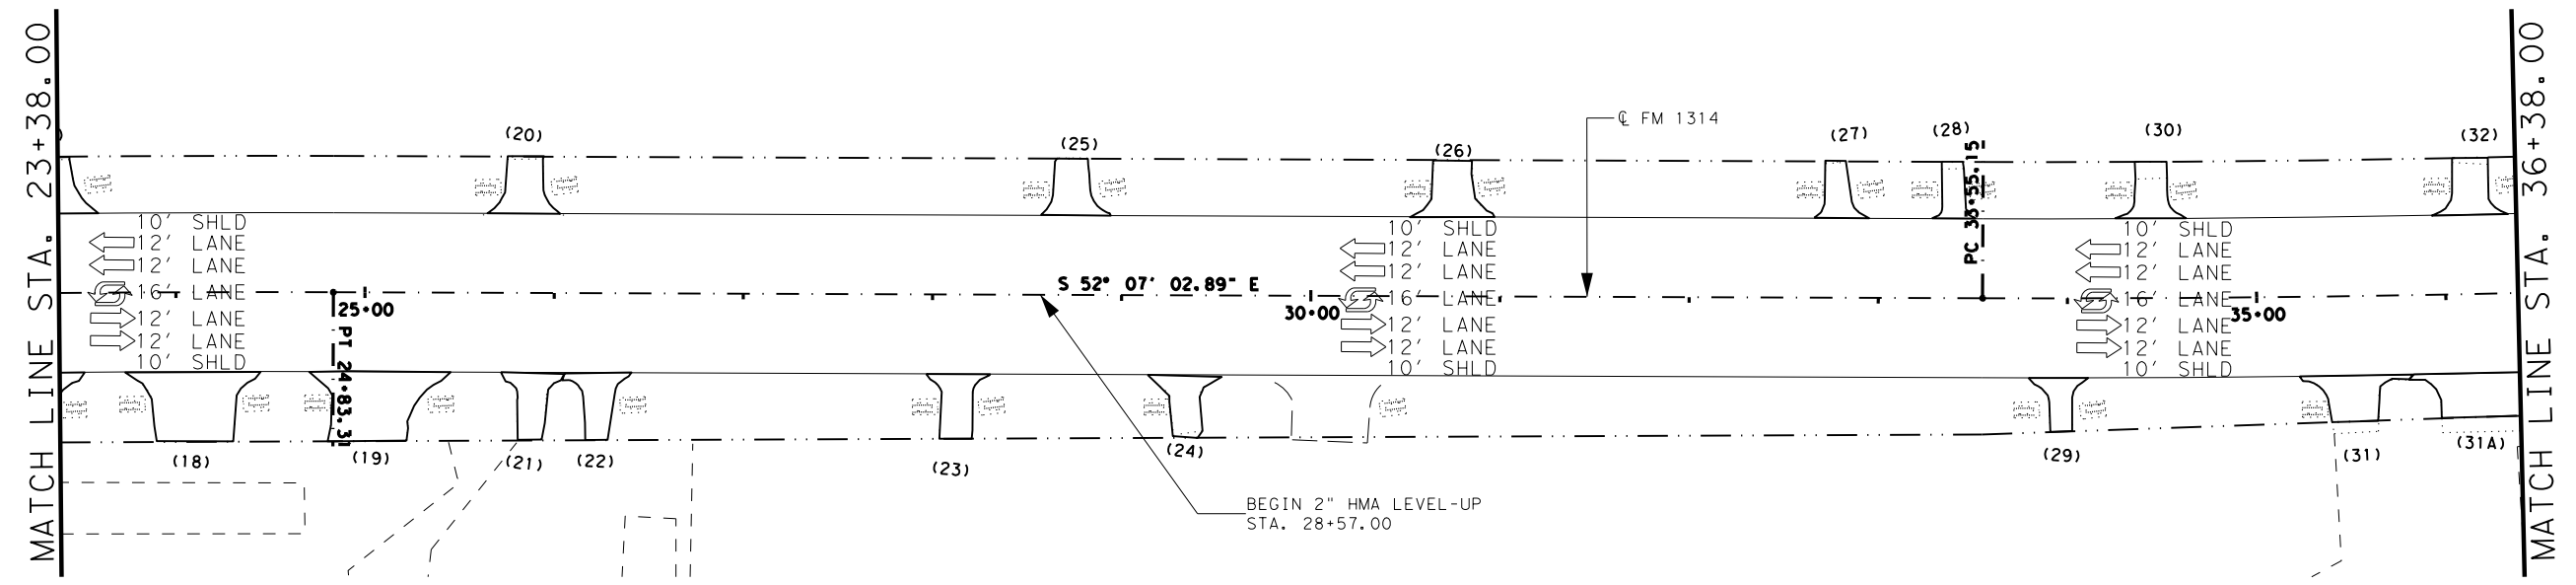 MATCH LINE STA. 23+38.00
(20)
(25)
(26)
℄ FM 1314
(27)
(28)
(30)
(32)
PC 33+55.15
10' SHLD
12' LANE
12' LANE
16' LANE
12' LANE
12' LANE
10' SHLD
25+00
PT 24+83.31
S 52° 07' 02.89" E
30+00
10' SHLD
12' LANE
12' LANE
16' LANE
12' LANE
12' LANE
10' SHLD
10' SHLD
12' LANE
12' LANE
16' LANE
12' LANE
12' LANE
10' SHLD
35+00
(18)
(19)
(21)
(22)
(23)
(24)
(29)
(31)
(31A)
BEGIN 2" HMA LEVEL-UP
STA. 28+57.00
MATCH LINE STA. 36+38.00